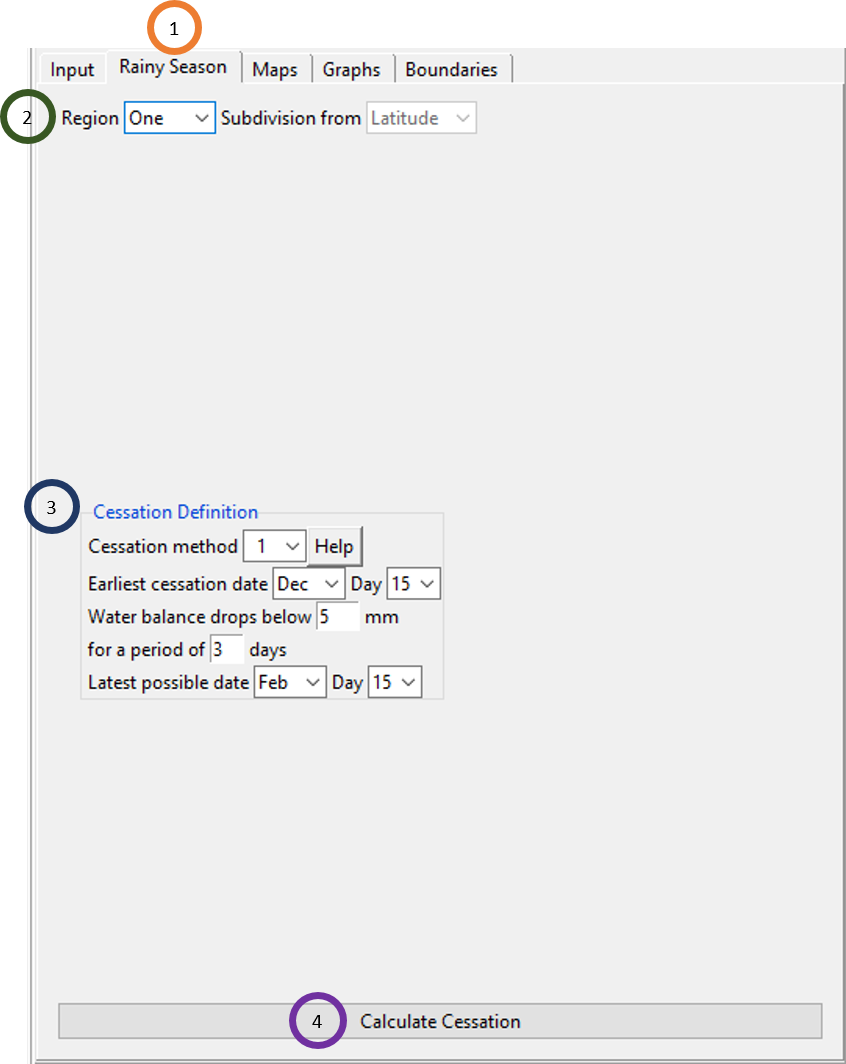 1
Input Rainy Season Maps Graphs Boundaries
2 Region One Subdivision from Latitude
3
Cessation Definition
Cessation method 1 Help
Earliest cessation date Dec Day 15
Water balance drops below 5 mm
for a period of 3 days
Latest possible date Feb Day 15
4 Calculate Cessation